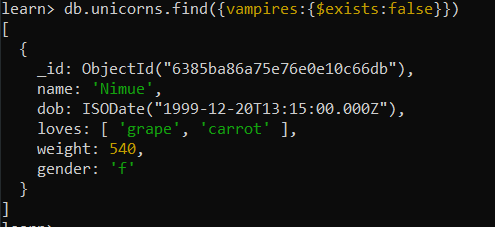 learn> db.unicorns.find({vampires:{$exists:false}})
[
  {
    _id: ObjectId("6385ba86a75e76e0e10c66db"),
    name: 'Nimue',
    dob: ISODate("1999-12-20T13:15:00.000Z"),
    loves: [ 'grape', 'carrot' ],
    weight: 540,
    gender: 'f'
  }
]